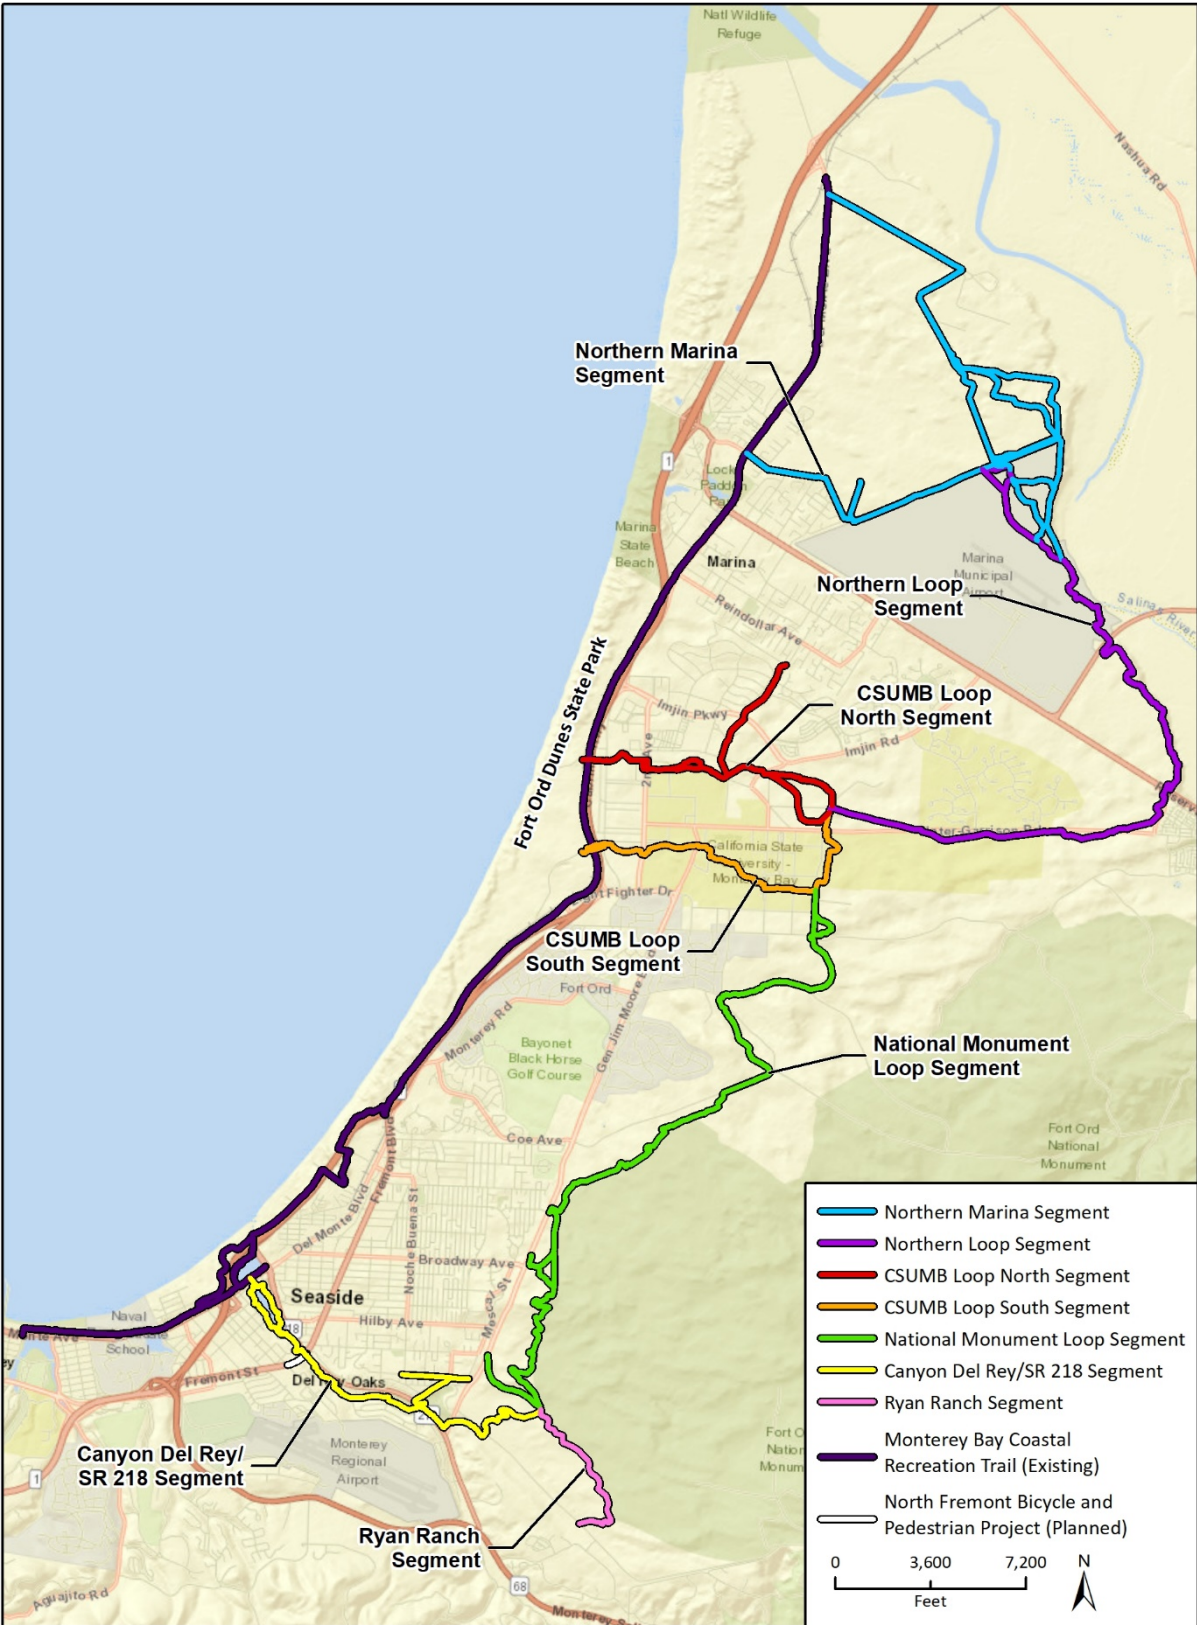 Natl Wildlife
Refuge
Nashua Rd
Northern Marina
Segment
1
Marina
State
Beach
Marina
Marina
Municipal
Airport
Northern Loop
Segment
Salinas River
Reindollar Ave
Fort Ord Dunes State Park
CSUMB Loop
North Segment
Imjin Pkwy
Imjin Rd
2nd Ave
California State
Monterey Bay
CSUMB Loop
South Segment
Fort Ord
Monterey Rd
Bayonet
Black Horse
Golf Course
Gen Jim Moore
National Monument
Loop Segment
Fort Ord
National
Monument
Coe Ave
Fremont Blvd
Del Monte Blvd
Noche Buena St
Broadway Ave
Seaside
Hilby Ave
Mescal St
Naval
School
Fremont St
Del Rey Oaks
Monterey
Regional
Airport
Canyon Del Rey/
SR 218 Segment
1
Ryan Ranch
Segment
68
Aguajito Rd
Northern Marina Segment
Northern Loop Segment
CSUMB Loop North Segment
CSUMB Loop South Segment
National Monument Loop Segment
Canyon Del Rey/SR 218 Segment
Ryan Ranch Segment
Monterey Bay Coastal
Recreation Trail (Existing)
North Fremont Bicycle and
Pedestrian Project (Planned)
0 3,600 7,200
Feet
N